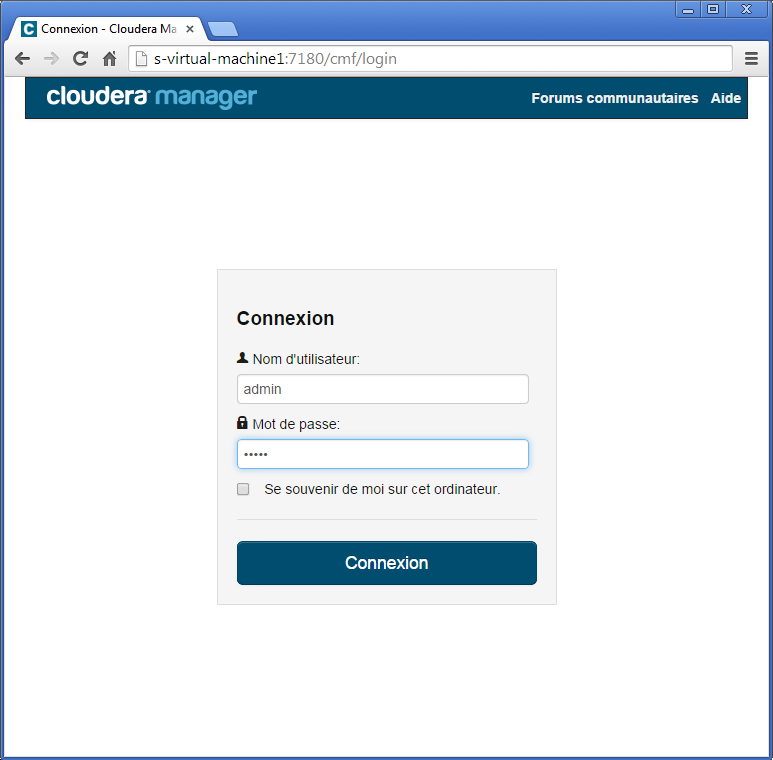 Connexion - Cloudera Ma
s-virtual-machine1:7180/cmf/login
cloudera manager
Forums communautaires Aide
Connexion
Nom d'utilisateur:
admin
Mot de passe:
•••••
Se souvenir de moi sur cet ordinateur.
Connexion